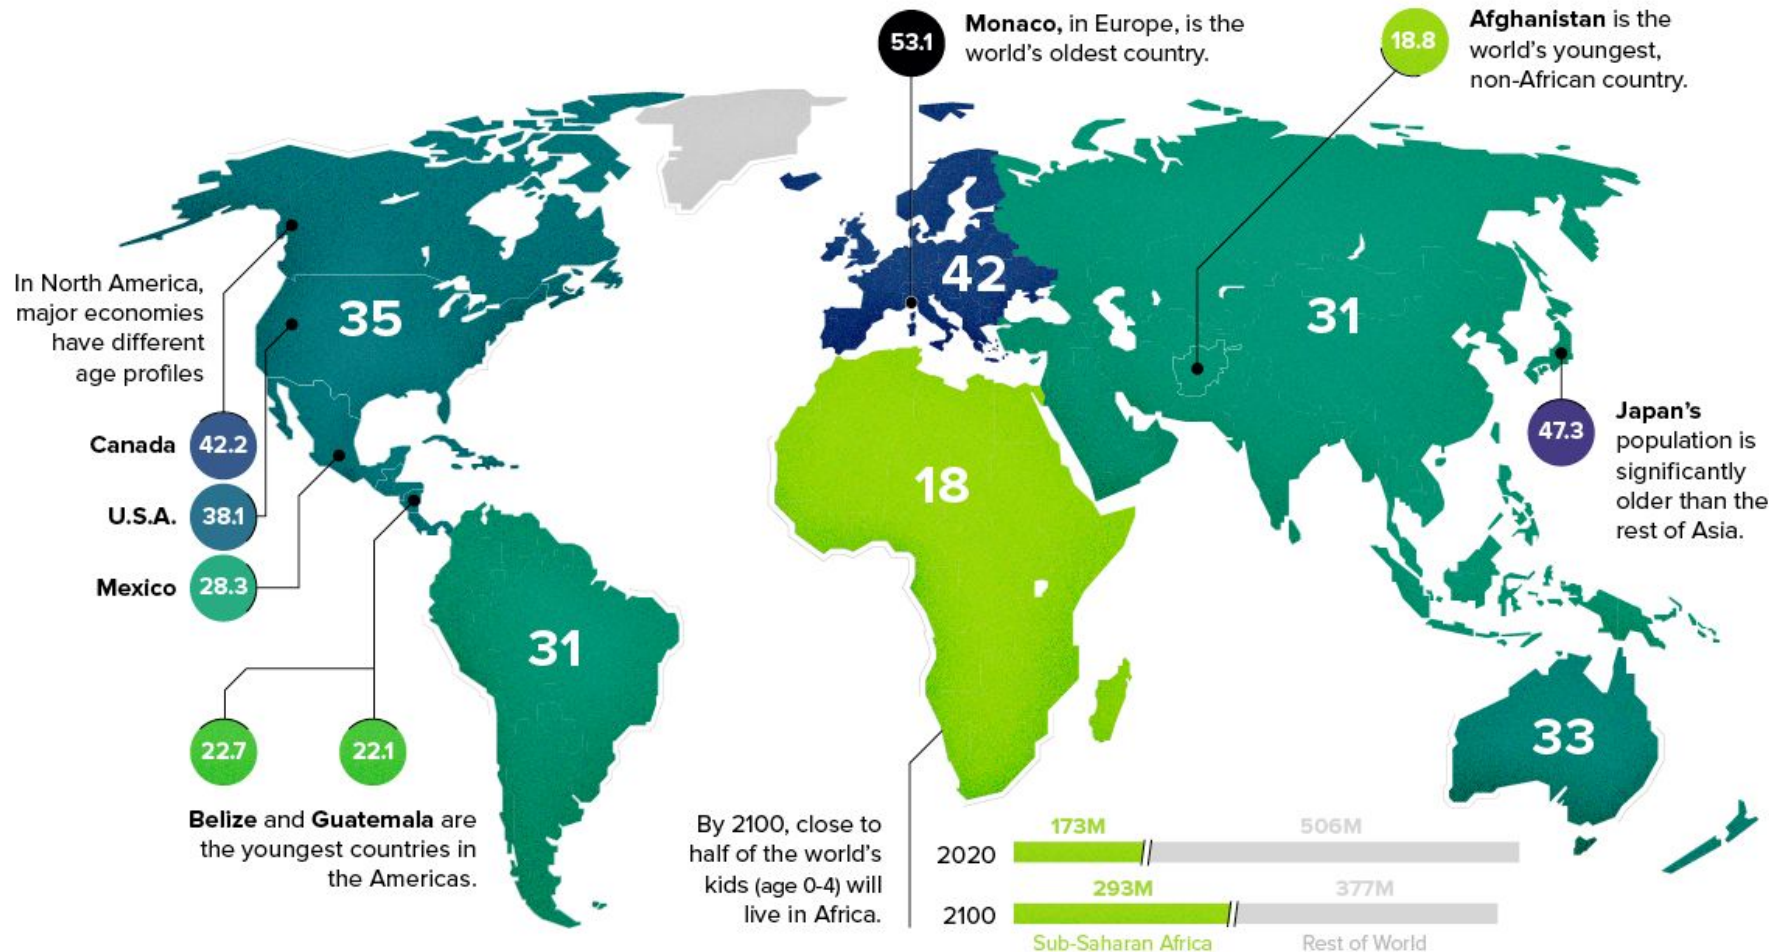 53.1
Monaco, in Europe, is the
world's oldest country.
18.8
Afghanistan is the
world's youngest,
non-African country.
In North America,
major economies
have different
age profiles
35
42
31
Canada
42.2
U.S.A.
38.1
Mexico
28.3
18
47.3
Japan's
population is
significantly
older than the
rest of Asia.
31
33
22.7
22.1
Belize and Guatemala are
the youngest countries in
the Americas.
By 2100, close to
half of the world's
kids (age 0-4) will
live in Africa.
173M
506M
2020
293M
377M
2100
Sub-Saharan Africa
Rest of World